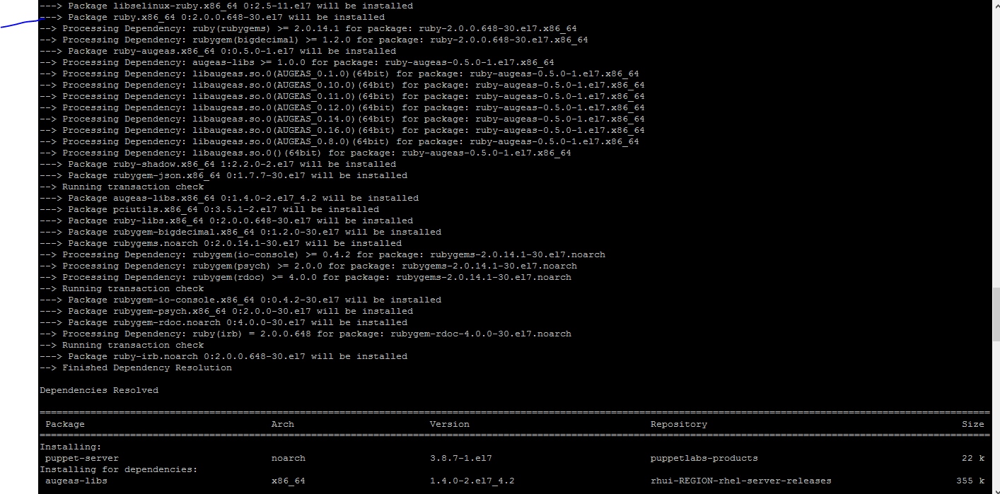 ---> Package libselinux-ruby.x86_64 0:2.5-11.el7 will be installed
---> Package ruby.x86_64 0:2.0.0.648-30.el7 will be installed
--> Processing Dependency: ruby(rubygems) >= 2.0.14.1 for package: ruby-2.0.0.648-30.el7.x86_64
--> Processing Dependency: rubygem(bigdecimal) >= 1.2.0 for package: ruby-2.0.0.648-30.el7.x86_64
---> Package ruby-augeas.x86_64 0:0.5.0-1.el7 will be installed
--> Processing Dependency: augeas-libs >= 1.0.0 for package: ruby-augeas-0.5.0-1.el7.x86_64
--> Processing Dependency: libaugeas.so.0(AUGEAS_0.1.0)(64bit) for package: ruby-augeas-0.5.0-1.el7.x86_64
--> Processing Dependency: libaugeas.so.0(AUGEAS_0.10.0)(64bit) for package: ruby-augeas-0.5.0-1.el7.x86_64
--> Processing Dependency: libaugeas.so.0(AUGEAS_0.11.0)(64bit) for package: ruby-augeas-0.5.0-1.el7.x86_64
--> Processing Dependency: libaugeas.so.0(AUGEAS_0.12.0)(64bit) for package: ruby-augeas-0.5.0-1.el7.x86_64
--> Processing Dependency: libaugeas.so.0(AUGEAS_0.14.0)(64bit) for package: ruby-augeas-0.5.0-1.el7.x86_64
--> Processing Dependency: libaugeas.so.0(AUGEAS_0.16.0)(64bit) for package: ruby-augeas-0.5.0-1.el7.x86_64
--> Processing Dependency: libaugeas.so.0(AUGEAS_0.8.0)(64bit) for package: ruby-augeas-0.5.0-1.el7.x86_64
--> Processing Dependency: libaugeas.so.0()(64bit) for package: ruby-augeas-0.5.0-1.el7.x86_64
---> Package ruby-shadow.x86_64 1:2.2.0-2.el7 will be installed
---> Package rubygem-json.x86_64 0:1.7.7-30.el7 will be installed
--> Running transaction check
---> Package augeas-libs.x86_64 0:1.4.0-2.el7_4.2 will be installed
---> Package pciutils.x86_64 0:3.5.1-2.el7 will be installed
---> Package ruby-libs.x86_64 0:2.0.0.648-30.el7 will be installed
---> Package rubygem-bigdecimal.x86_64 0:1.2.0-30.el7 will be installed
---> Package rubygems.noarch 0:2.0.14.1-30.el7 will be installed
--> Processing Dependency: rubygem(io-console) >= 0.4.2 for package: rubygems-2.0.14.1-30.el7.noarch
--> Processing Dependency: rubygem(psych) >= 2.0.0 for package: rubygems-2.0.14.1-30.el7.noarch
--> Processing Dependency: rubygem(rdoc) >= 4.0.0 for package: rubygems-2.0.14.1-30.el7.noarch
--> Running transaction check
---> Package rubygem-io-console.x86_64 0:0.4.2-30.el7 will be installed
---> Package rubygem-psych.x86_64 0:2.0.0-30.el7 will be installed
---> Package rubygem-rdoc.noarch 0:4.0.0-30.el7 will be installed
--> Processing Dependency: ruby(irb) = 2.0.0.648 for package: rubygem-rdoc-4.0.0-30.el7.noarch
--> Running transaction check
---> Package ruby-irb.noarch 0:2.0.0.648-30.el7 will be installed
--> Finished Dependency Resolution
Dependencies Resolved
Package Arch Version Repository Size
Installing:
puppet-server noarch 3.8.7-1.el7 puppetlabs-products 22 k
Installing for dependencies:
augeas-libs x86_64 1.4.0-2.el7_4.2 rhui-REGION-rhel-server-releases 355 k